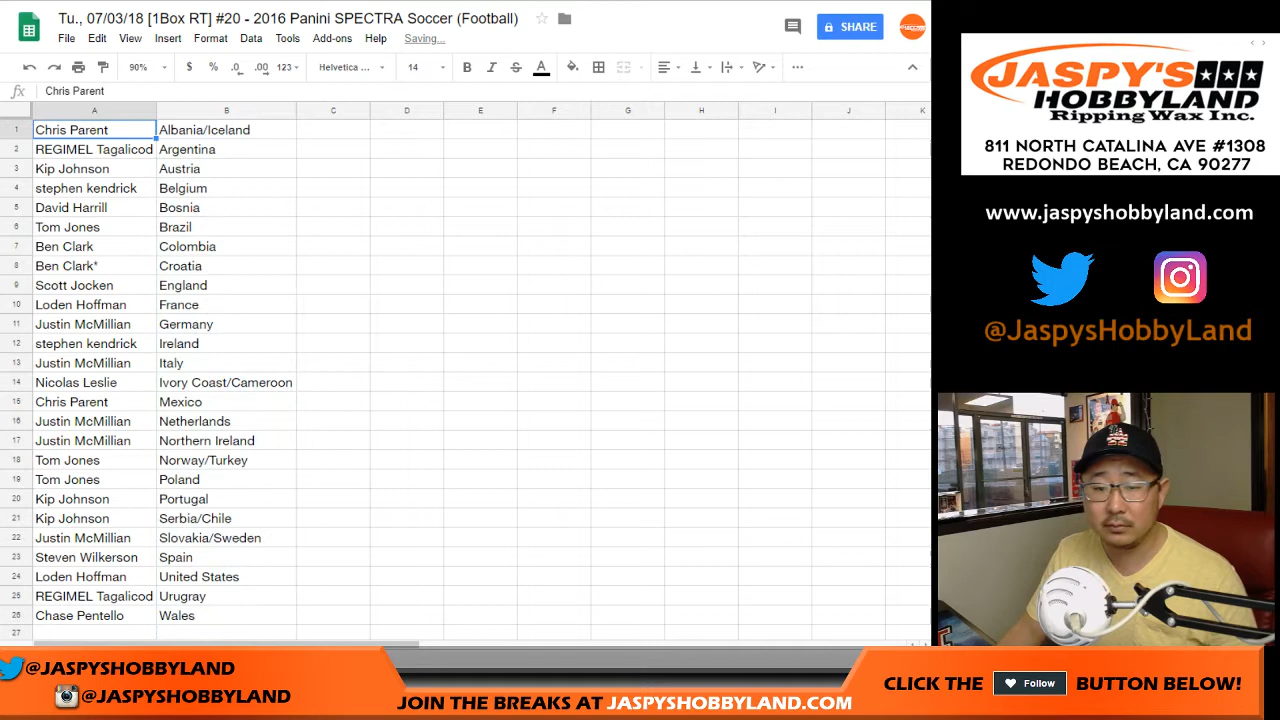 Tu., 07/03/18 [1Box RT] #20 - 2016 Panini SPECTRA Soccer (Football)
File Edit View Insert Format Data Tools Add-ons Help Saving...
SHARE
90% $ % .0 .00 123 Helvetica ... 14 B I S A
fx Chris Parent
A B C D E F G H I J K
1 Chris Parent Albania/Iceland
2 REGIMEL Tagalicod Argentina
3 Kip Johnson Austria
4 stephen kendrick Belgium
5 David Harrill Bosnia
6 Tom Jones Brazil
7 Ben Clark Colombia
8 Ben Clark* Croatia
9 Scott Jocken England
10 Loden Hoffman France
11 Justin McMillian Germany
12 stephen kendrick Ireland
13 Justin McMillian Italy
14 Nicolas Leslie Ivory Coast/Cameroon
15 Chris Parent Mexico
16 Justin McMillian Netherlands
17 Justin McMillian Northern Ireland
18 Tom Jones Norway/Turkey
19 Tom Jones Poland
20 Kip Johnson Portugal
21 Kip Johnson Serbia/Chile
22 Justin McMillian Slovakia/Sweden
23 Steven Wilkerson Spain
24 Loden Hoffman United States
25 REGIMEL Tagalicod Urugray
26 Chase Pentello Wales
27
JASPY'S
HOBBYLAND
Ripping Wax Inc.
811 NORTH CATALINA AVE #1308
REDONDO BEACH, CA 90277
www.jaspyshobbyland.com
@JaspysHobbyLand
@JASPYSHOBBYLAND
@JASPYSHOBBYLAND
JOIN THE BREAKS AT JASPYSHOBBYLAND.COM
CLICK THE Follow BUTTON BELOW!